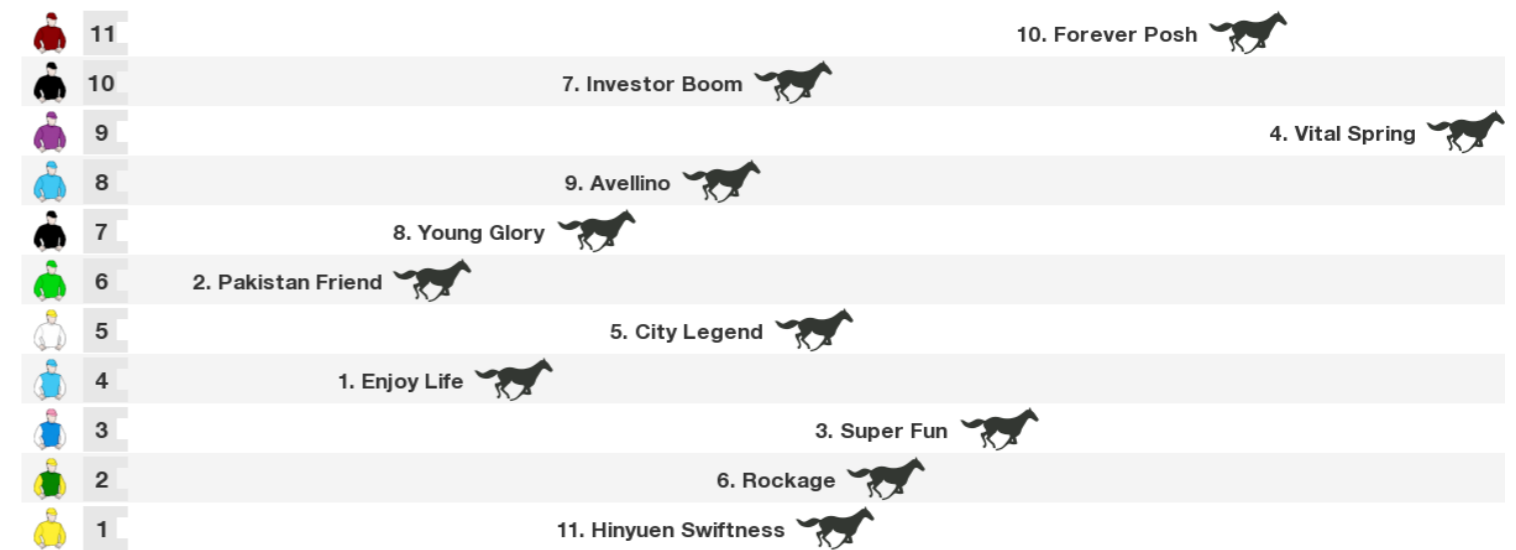 11 10. Forever Posh
10 7. Investor Boom
9 4. Vital Spring
8 9. Avellino
7 8. Young Glory
6 2. Pakistan Friend
5 5. City Legend
4 1. Enjoy Life
3 3. Super Fun
2 6. Rockage
1 11. Hinyuen Swiftness